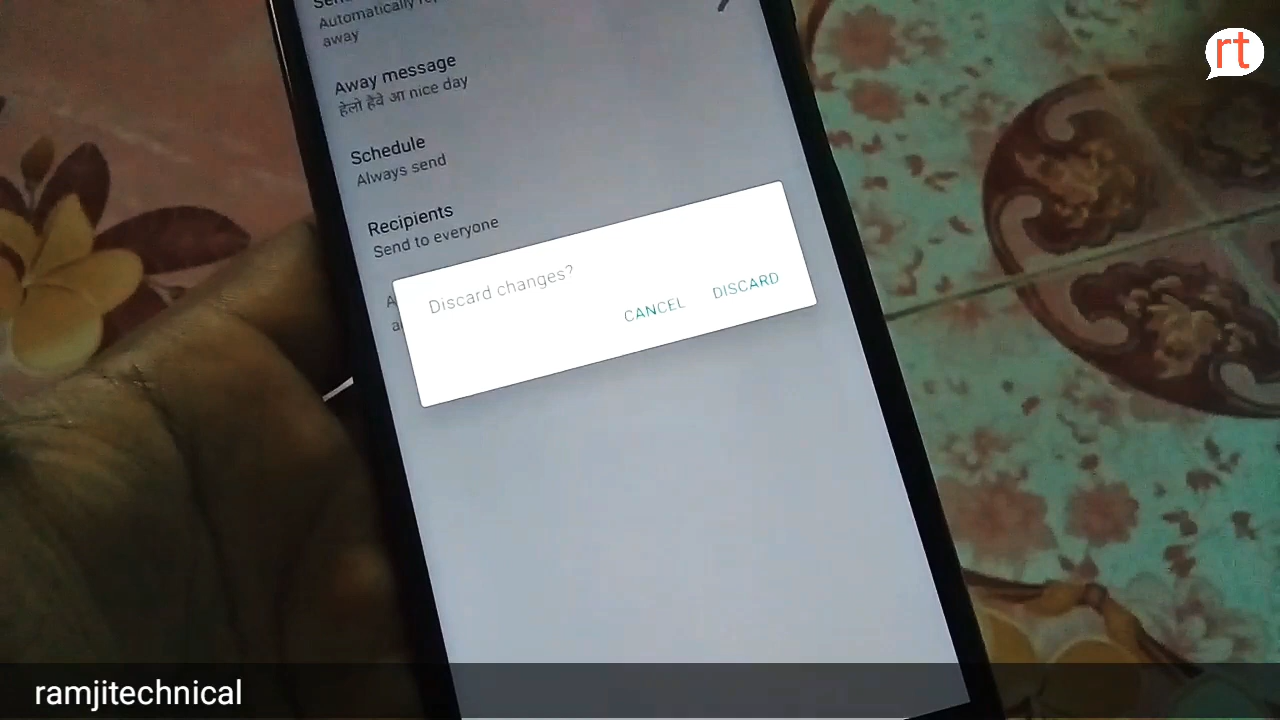 rt
Automatically
away
Away message
हेलो हैवे आ nice day
Schedule
Always send
Recipients
Send to everyone
Discard changes?
CANCEL DISCARD
ramjitechnical